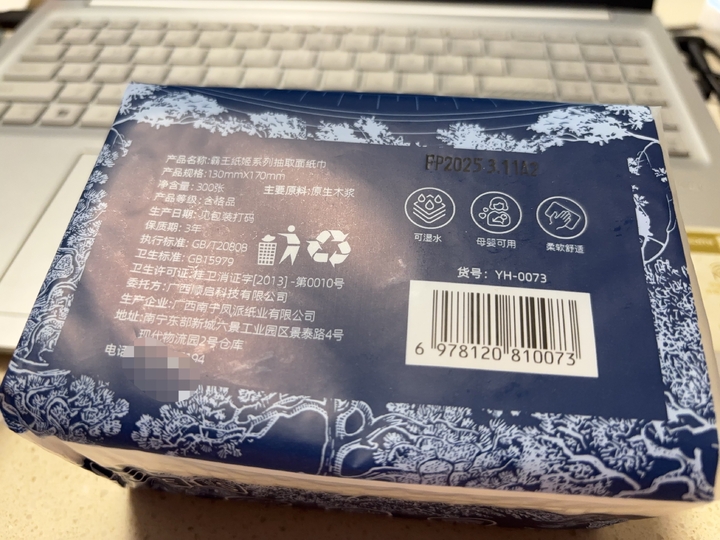 产品名称:霸王纸姬系列抽取面纸巾
产品规格:130mmX170mm
净含量: 300张 主要原料:原生木浆
产品等级: 合格品
生产日期: 见包装打码
保质期: 3年
执行标准: GB/T20808
卫生标准: GB15979
卫生许可证:桂卫消证字[2013] -第0010号
委托方:广西顺启科技有限公司
生产企业:广西南宁凤派纸业有限公司
地址:南宁东部新城六景工业园区景泰路4号
现代物流园2号仓库
电话
194
EP2025.3.11A2
可湿水
母婴可用
柔软舒适
货号: YH-0073
6 978120 810073